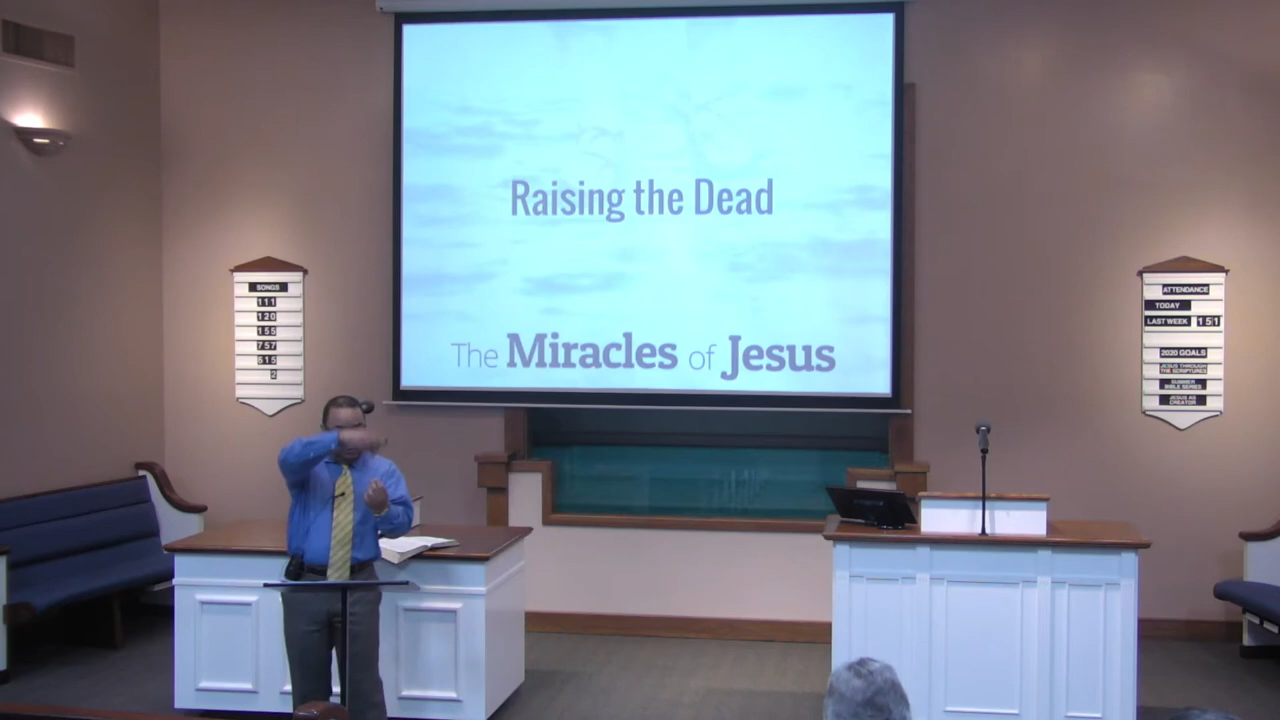 Raising the Dead
The Miracles of Jesus
SONGS
111
120
155
757
615
2
ATTENDANCE
TODAY
LAST WEEK 151
2020 GOALS
JESUS THROUGH
THE SCRIPTURES
SUMMER
BIBLE SERIES
JESUS AS
CREATOR